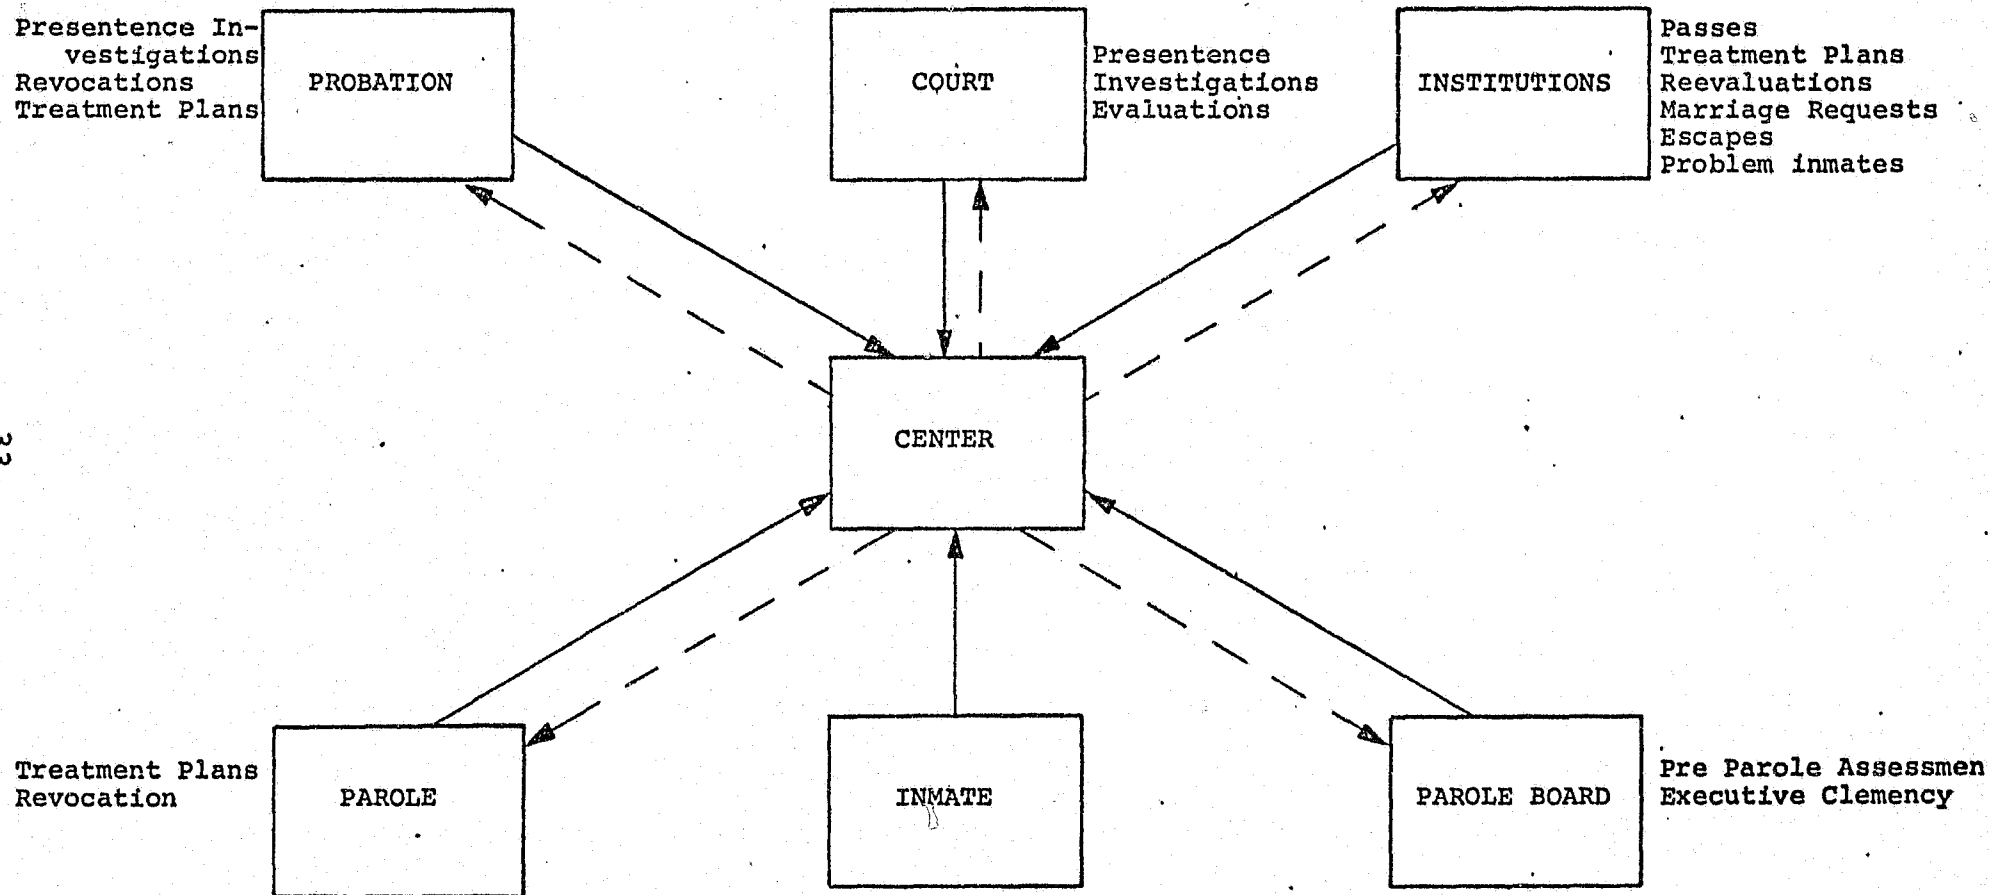 Presentence In-
vestigations
Revocations
Treatment Plans
PROBATION
COURT
Presentence
Investigations
Evaluations
INSTITUTIONS
Passes
Treatment Plans
Reevaluations
Marriage Requests
Escapes
Problem inmates
CENTER
33
Treatment Plans
Revocation
PAROLE
INMATE
PAROLE BOARD
Pre Parole Assessmen
Executive Clemency